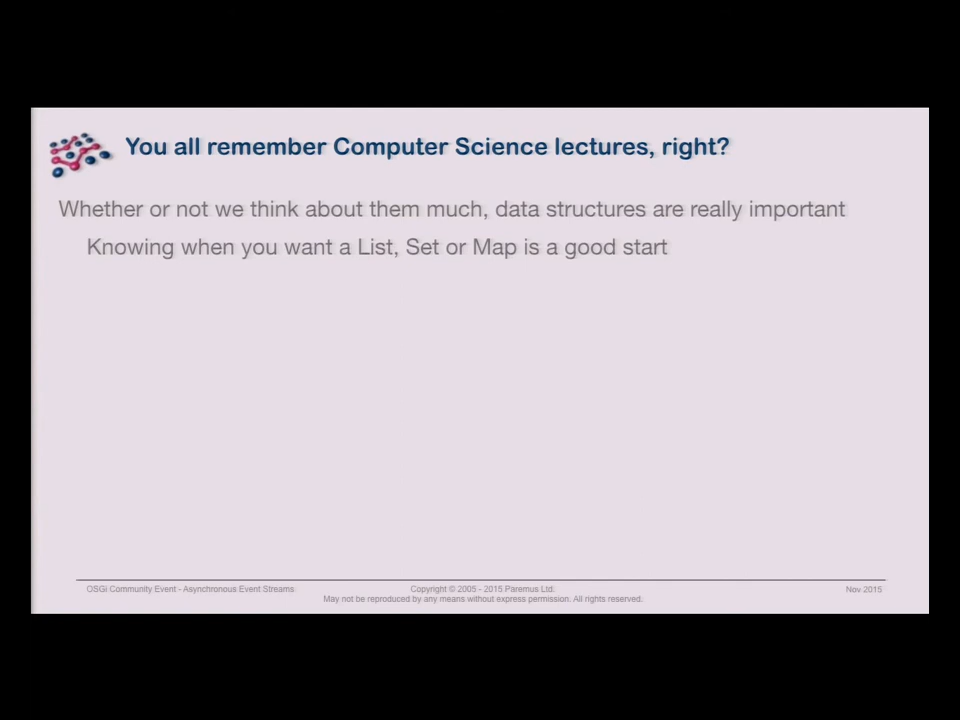 You all remember Computer Science lectures, right?
Whether or not we think about them much, data structures are really important
Knowing when you want a List, Set or Map is a good start
OSGi Community Event - Asynchronous Event Streams
Copyright © 2005 - 2015 Paremus Ltd.
May not be reproduced by any means without express permission. All rights reserved.
Nov 2015